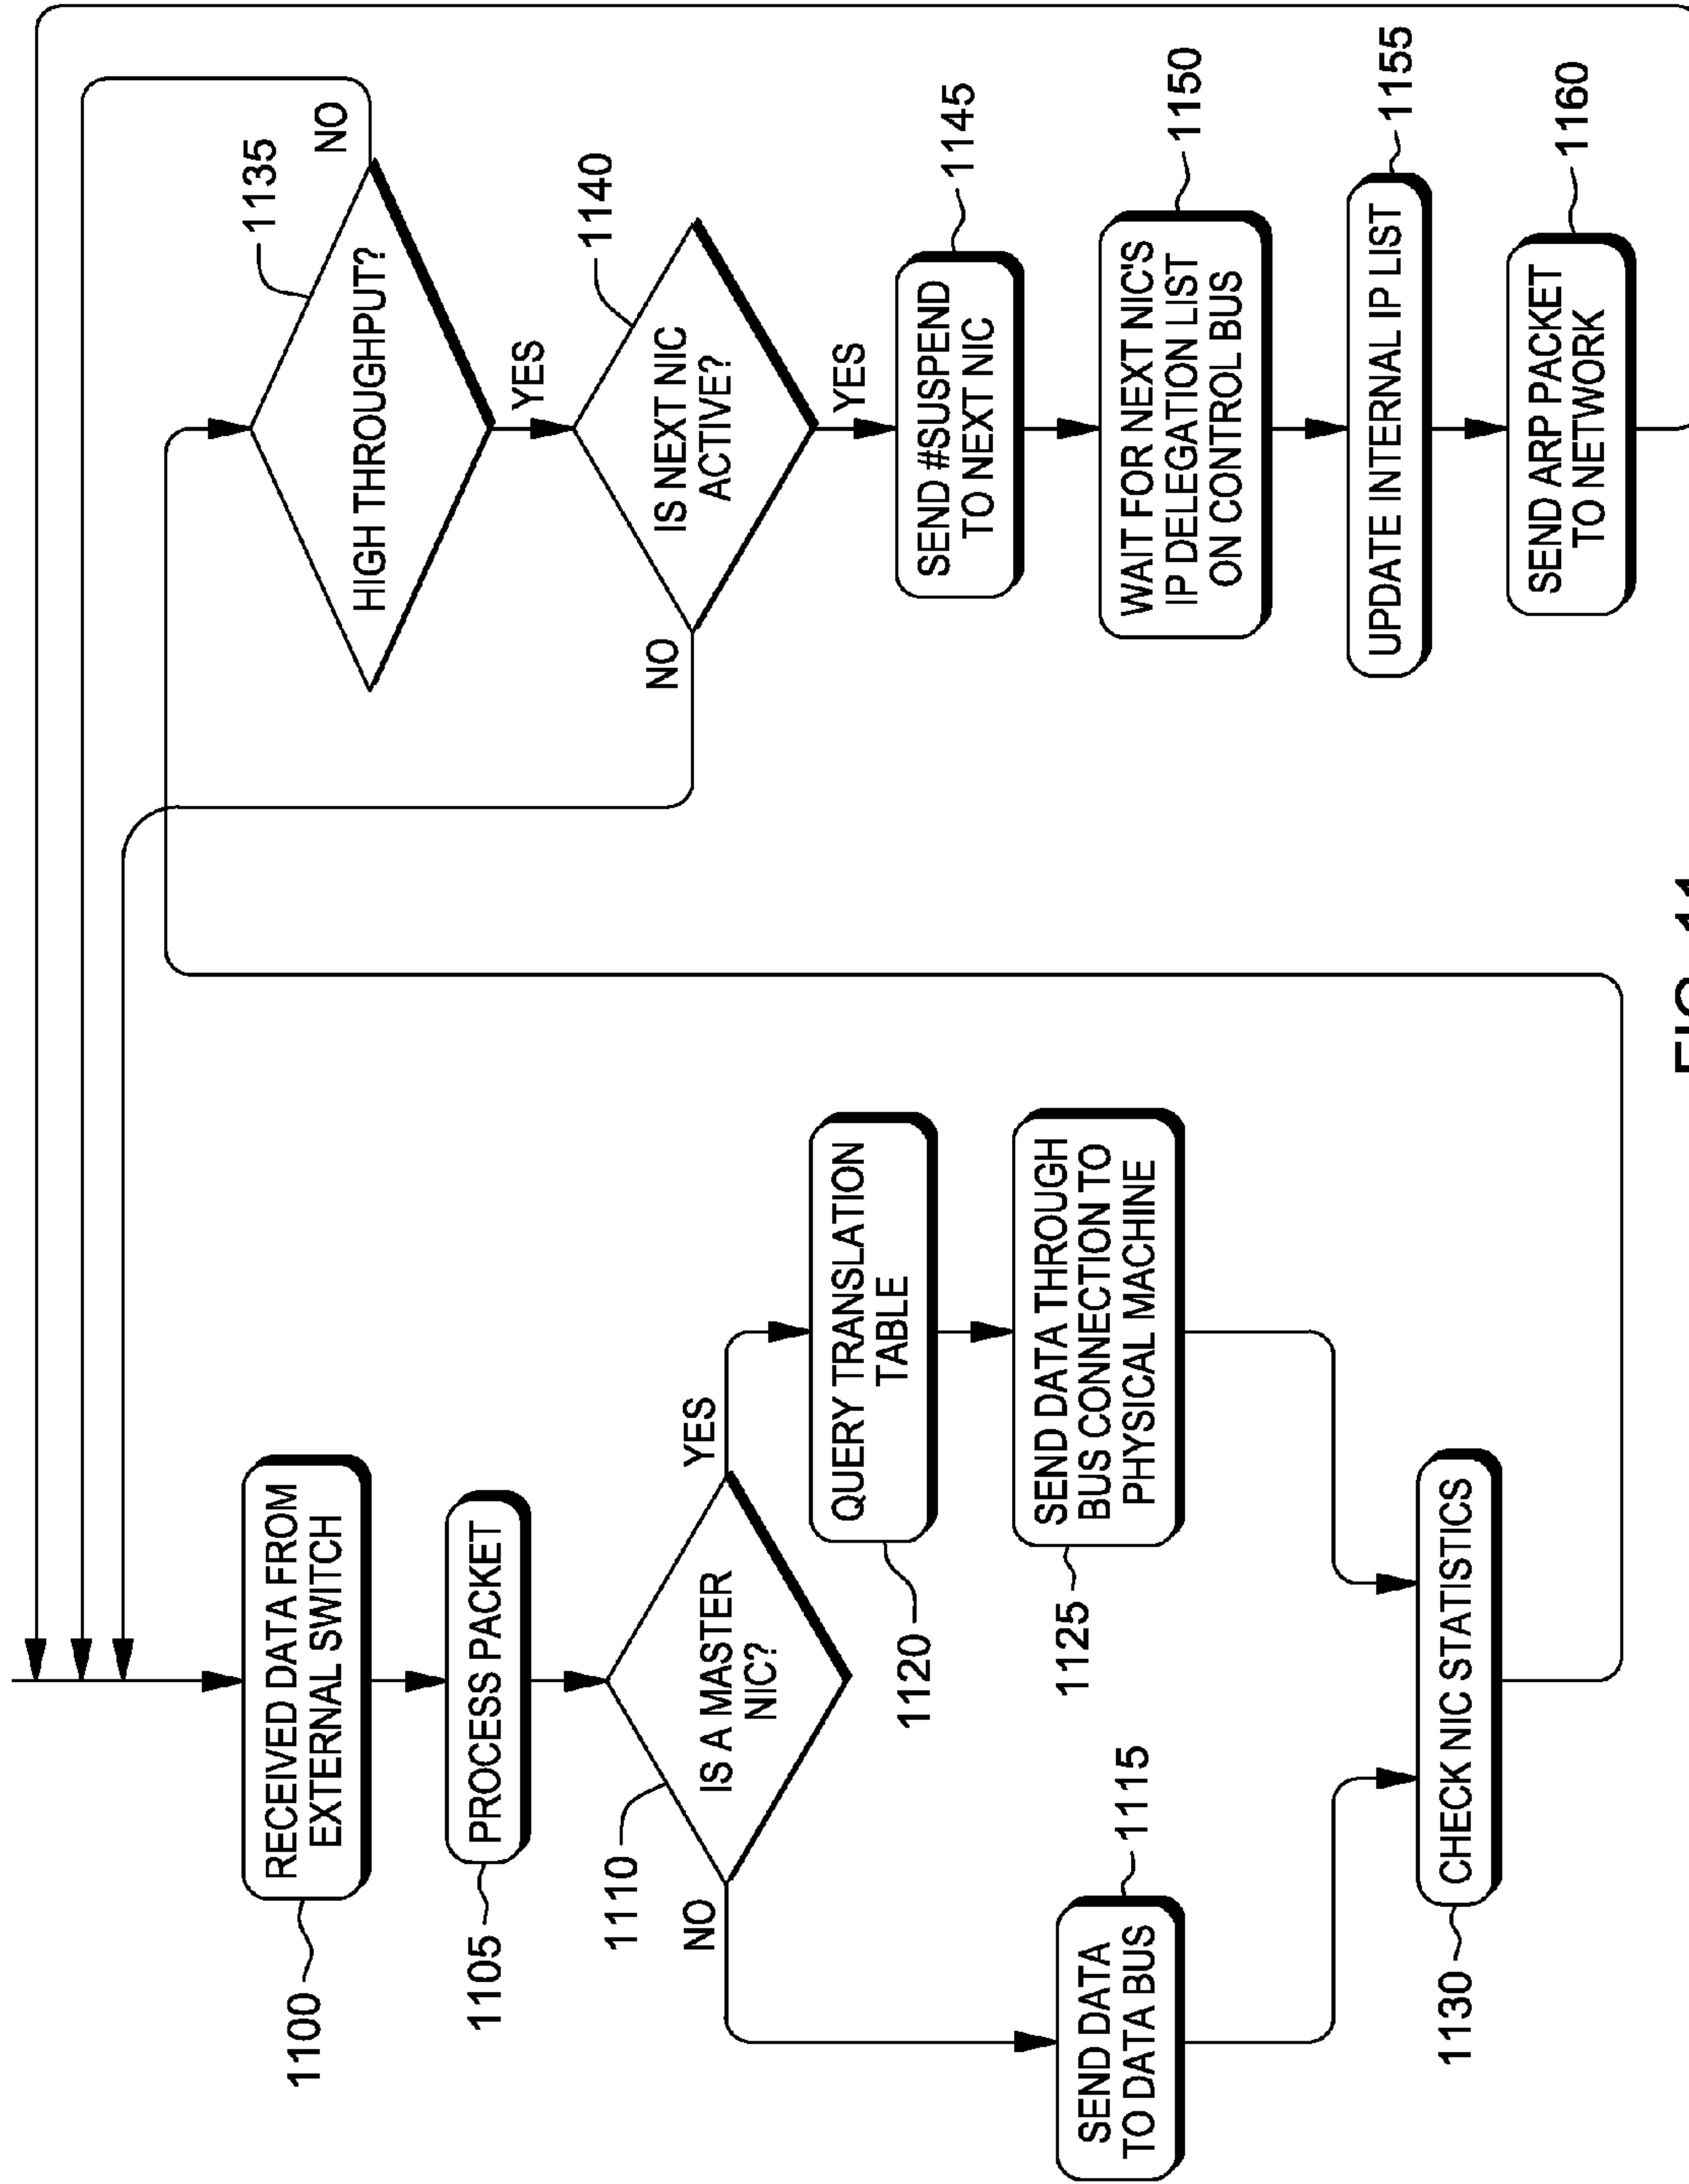 1100
RECEIVED DATA FROM
EXTERNAL SWITCH
1105
PROCESS PACKET
1110
IS A MASTER
NIC?
NO
YES
1115
SEND DATA
TO DATA BUS
1120
QUERY TRANSLATION
TABLE
1125
SEND DATA THROUGH
BUS CONNECTION TO
PHYSICAL MACHINE
1130
CHECK NIC STATISTICS
1135
HIGH THROUGHPUT?
NO
YES
1140
IS NEXT NIC
ACTIVE?
NO
YES
1145
SEND #SUSPEND
TO NEXT NIC
1150
WAIT FOR NEXT NIC'S
IP DELEGATION LIST
ON CONTROL BUS
1155
UPDATE INTERNAL IP LIST
1160
SEND ARP PACKET
TO NETWORK
FIG. 11